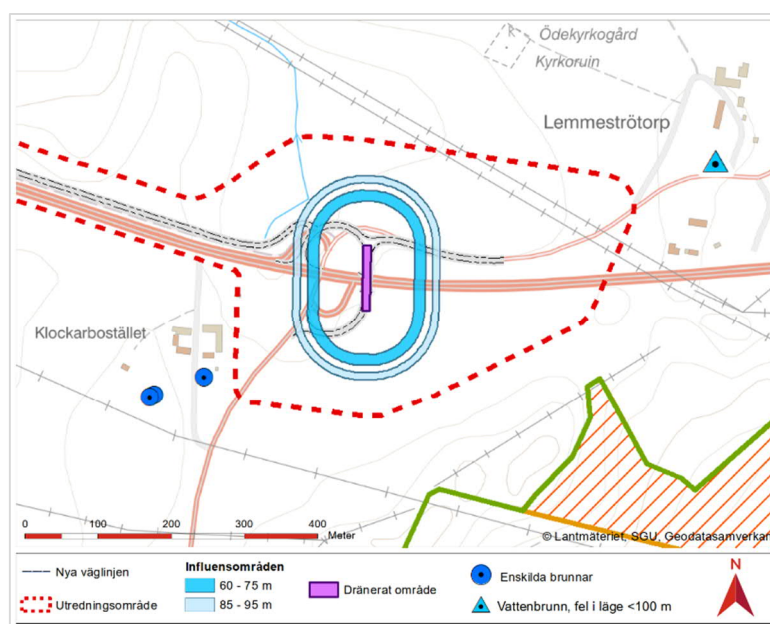 Ödekyrkogård
Kyrkoruin
Lemmeströtorp
Klockarbostället
0 100 200 300 400
Meter
© Lantmäteriet, SGU, Geodatasamverkan
Nya väglinjen
Utredningsområde
Influensområden
60 - 75 m
85 - 95 m
Dränerat område
Enskilda brunnar
Vattenbrunn, fel i läge <100 m
N